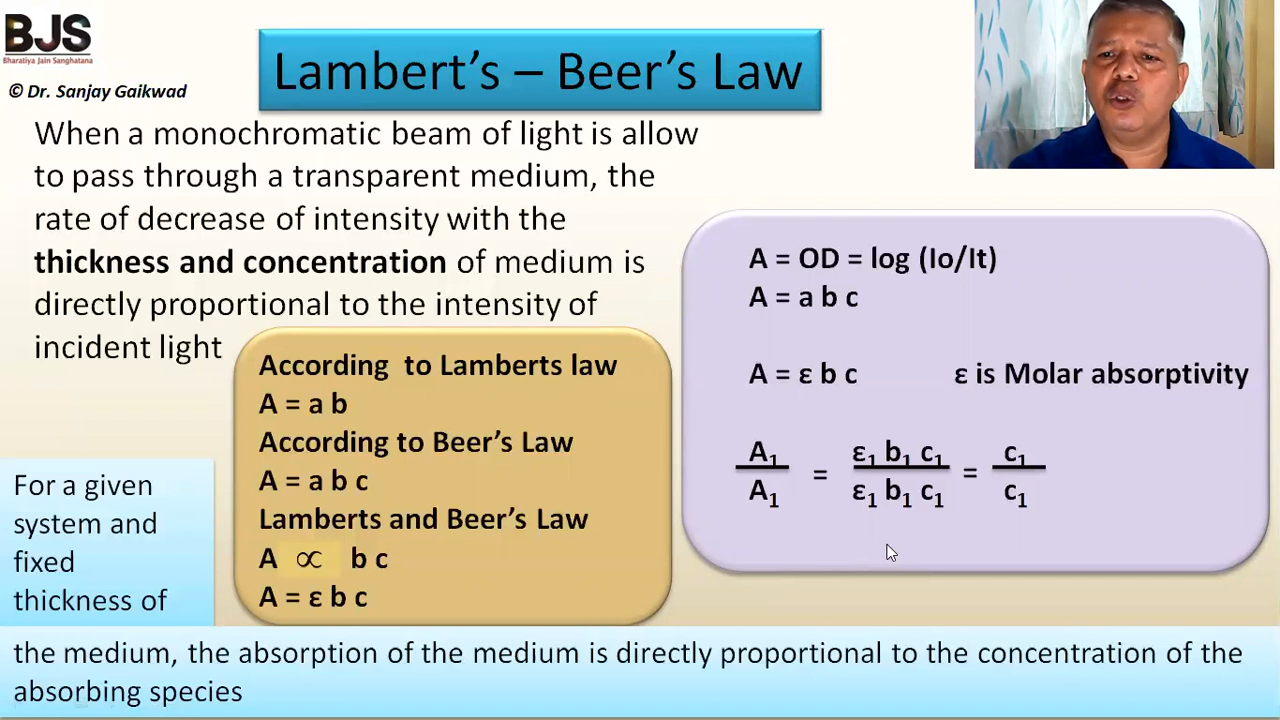 BJS
Bharatiya Jain Sanghatana
© Dr. Sanjay Gaikwad
Lambert's – Beer's Law
When a monochromatic beam of light is allow
to pass through a transparent medium, the
rate of decrease of intensity with the
thickness and concentration of medium is
directly proportional to the intensity of
incident light
According to Lamberts law
A = a b
According to Beer's Law
A = a b c
Lamberts and Beer's Law
A ∝ b c
A = ε b c
A = OD = log (Io/It)
A = a b c
A = ε b c ε is Molar absorptivity
A₁ ε₁ b₁ c₁ c₁
= =
A₁ ε₁ b₁ c₁ c₁
For a given
system and
fixed
thickness of
the medium, the absorption of the medium is directly proportional to the concentration of the
absorbing species